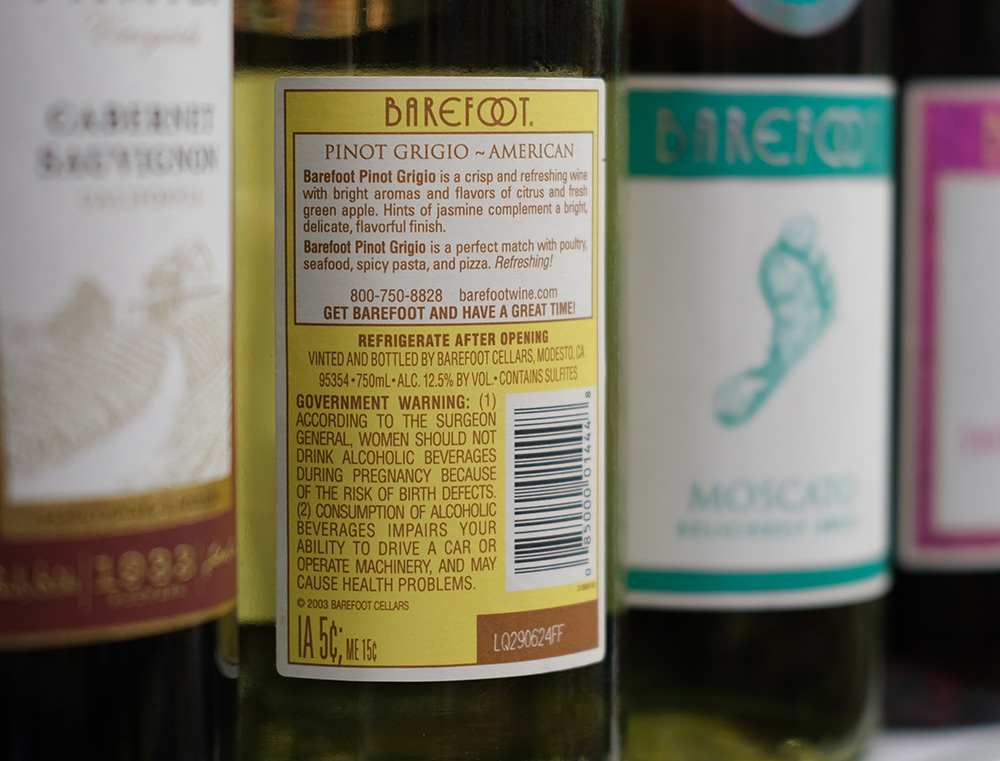 CABERNET
SAUVIGNON
CALIFORNIA
1933
BAREFOOT.
PINOT GRIGIO ~ AMERICAN
Barefoot Pinot Grigio is a crisp and refreshing wine
with bright aromas and flavors of citrus and fresh
green apple. Hints of jasmine complement a bright,
delicate, flavorful finish.
Barefoot Pinot Grigio is a perfect match with poultry,
seafood, spicy pasta, and pizza. Refreshing!
800-750-8828 barefootwine.com
GET BAREFOOT AND HAVE A GREAT TIME!
REFRIGERATE AFTER OPENING
VINTED AND BOTTLED BY BAREFOOT CELLARS, MODESTO, CA
95354 • 750mL • ALC. 12.5% BY VOL. • CONTAINS SULFITES
GOVERNMENT WARNING: (1)
ACCORDING TO THE SURGEON
GENERAL, WOMEN SHOULD NOT
DRINK ALCOHOLIC BEVERAGES
DURING PREGNANCY BECAUSE
OF THE RISK OF BIRTH DEFECTS.
(2) CONSUMPTION OF ALCOHOLIC
BEVERAGES IMPAIRS YOUR
ABILITY TO DRIVE A CAR OR
OPERATE MACHINERY, AND MAY
CAUSE HEALTH PROBLEMS.
0 85000 01444 8
© 2003 BAREFOOT CELLARS
IA 5¢; ME 15¢
LQ290624FF
BAREFOOT
MOSCATO
DELICIOUSLY SWEET